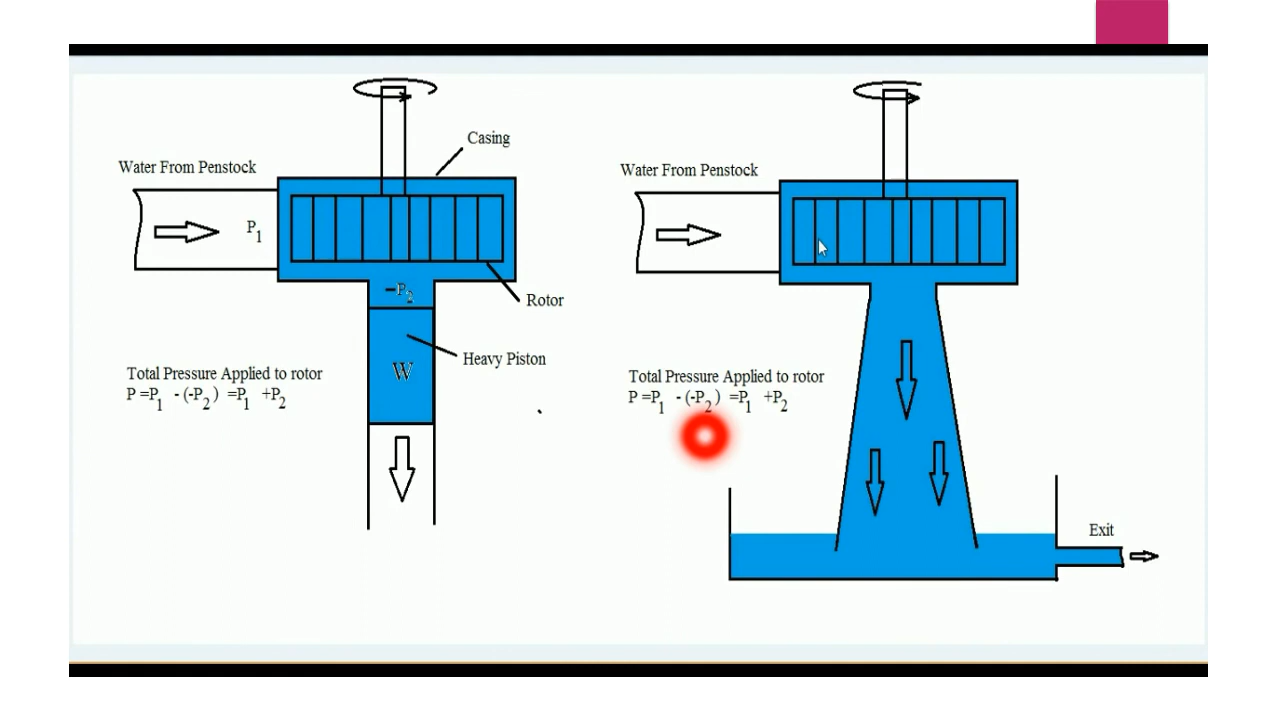 Casing
Water From Penstock
P1
−P2
Rotor
Heavy Piston
W
Total Pressure Applied to rotor
P =P1 - (-P2) =P1 +P2
Water From Penstock
Total Pressure Applied to rotor
P =P1 - (-P2) =P1 +P2
Exit